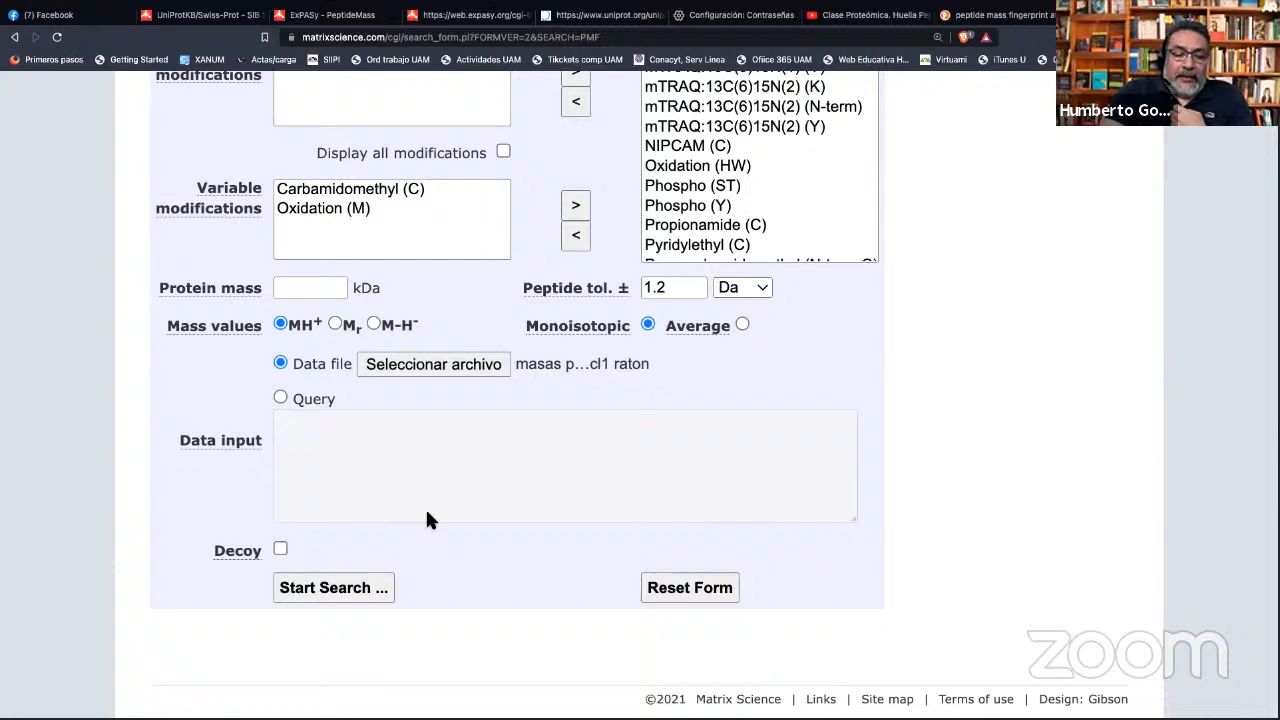 (7) Facebook
UniProtKB/Swiss-Prot - SIB S
ExPASy - PeptideMass
https://web.expasy.org/cgi-b
https://www.uniprot.org/unip
Configuración: Contraseñas
Clase Proteómica. Huella Pep
peptide mass fingerprint at
matrixscience.com/cgi/search_form.pl?FORMVER=2&SEARCH=PMF
Primeros pasos
Getting Started
XANUM
Actas/carga
SIIPI
Ord tracto UAM
Actividades UAM
Tikckets comp UAM
Conacyt, Serv Linea
Ofiice 365 UAM
Web Educativa H...
Virtuami
iTunes U
Humberto Go...
modifications
>
<
mTRAQ:13C(6)15N(2) (K)
mTRAQ:13C(6)15N(2) (N-term)
mTRAQ:13C(6)15N(2) (Y)
NIPCAM (C)
Oxidation (HW)
Phospho (ST)
Phospho (Y)
Propionamide (C)
Pyridylethyl (C)
Display all modifications
Variable modifications
Carbamidomethyl (C)
Oxidation (M)
>
<
Protein mass kDa
Peptide tol. ± 1.2 Da
Mass values MH+ Mr M-H-
Monoisotopic Average
Data file Seleccionar archivo masas p...cl1 raton
Query
Data input
Decoy
Start Search ... Reset Form
zoom
©2021 Matrix Science | Links | Site map | Terms of use | Design: Gibson